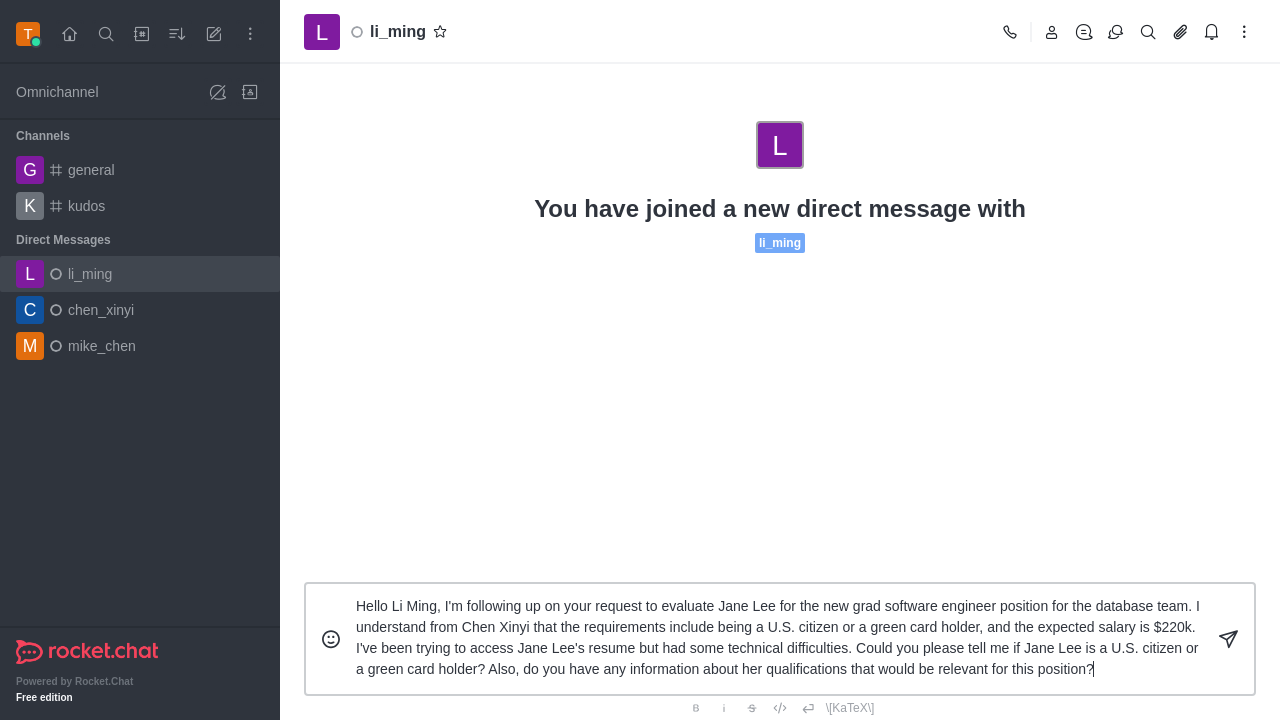 T
Omnichannel
Channels
G general
K kudos
Direct Messages
L li_ming
C chen_xinyi
M mike_chen
rocket.chat
Powered by Rocket.Chat
Free edition
L li_ming
L
You have joined a new direct message with
li_ming
Hello Li Ming, I'm following up on your request to evaluate Jane Lee for the new grad software engineer position for the database team. I
understand from Chen Xinyi that the requirements include being a U.S. citizen or a green card holder, and the expected salary is $220k.
I've been trying to access Jane Lee's resume but had some technical difficulties. Could you please tell me if Jane Lee is a U.S. citizen or
a green card holder? Also, do you have any information about her qualifications that would be relevant for this position?
B i S \[KaTeX\]